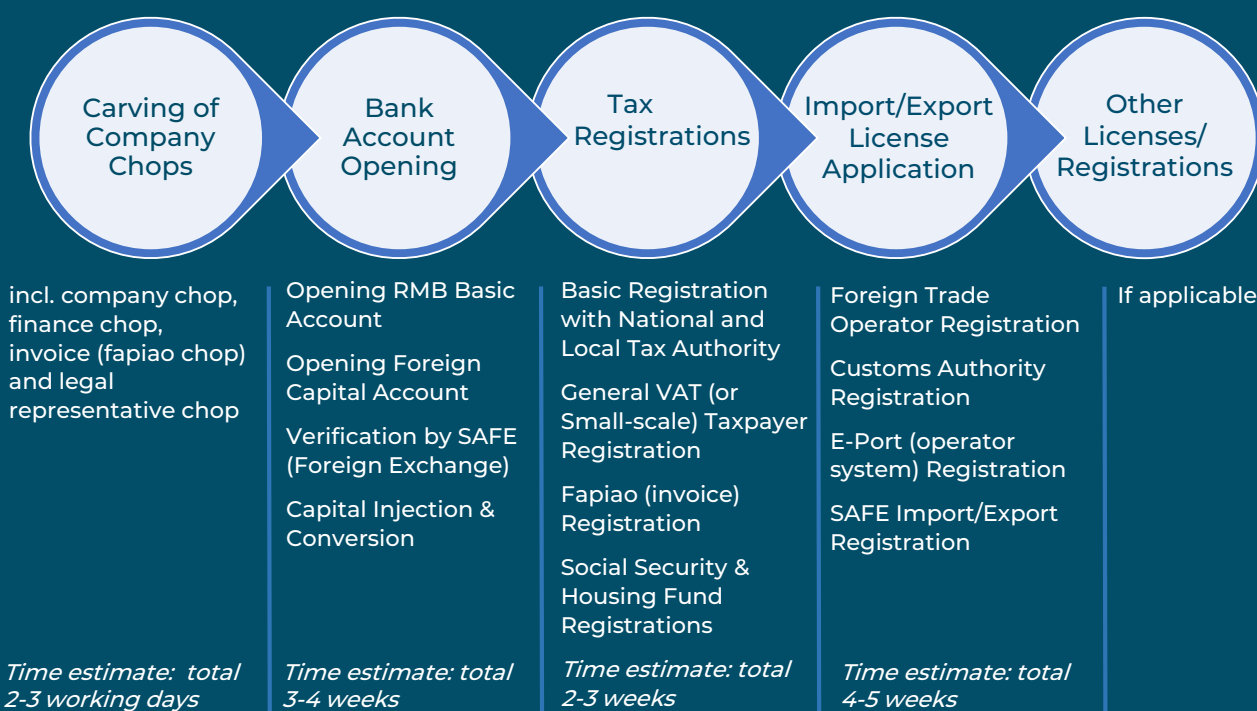 Carving of
Company
Chops
Bank
Account
Opening
Tax
Registrations
Import/Export
License
Application
Other
Licenses/
Registrations
incl. company chop,
finance chop,
invoice (fapiao chop)
and legal
representative chop
Time estimate: total
2-3 working days
Opening RMB Basic
Account
Opening Foreign
Capital Account
Verification by SAFE
(Foreign Exchange)
Capital Injection &
Conversion
Time estimate: total
3-4 weeks
Basic Registration
with National and
Local Tax Authority
General VAT (or
Small-scale) Taxpayer
Registration
Fapiao (invoice)
Registration
Social Security &
Housing Fund
Registrations
Time estimate: total
2-3 weeks
Foreign Trade
Operator Registration
Customs Authority
Registration
E-Port (operator
system) Registration
SAFE Import/Export
Registration
Time estimate: total
4-5 weeks
If applicable